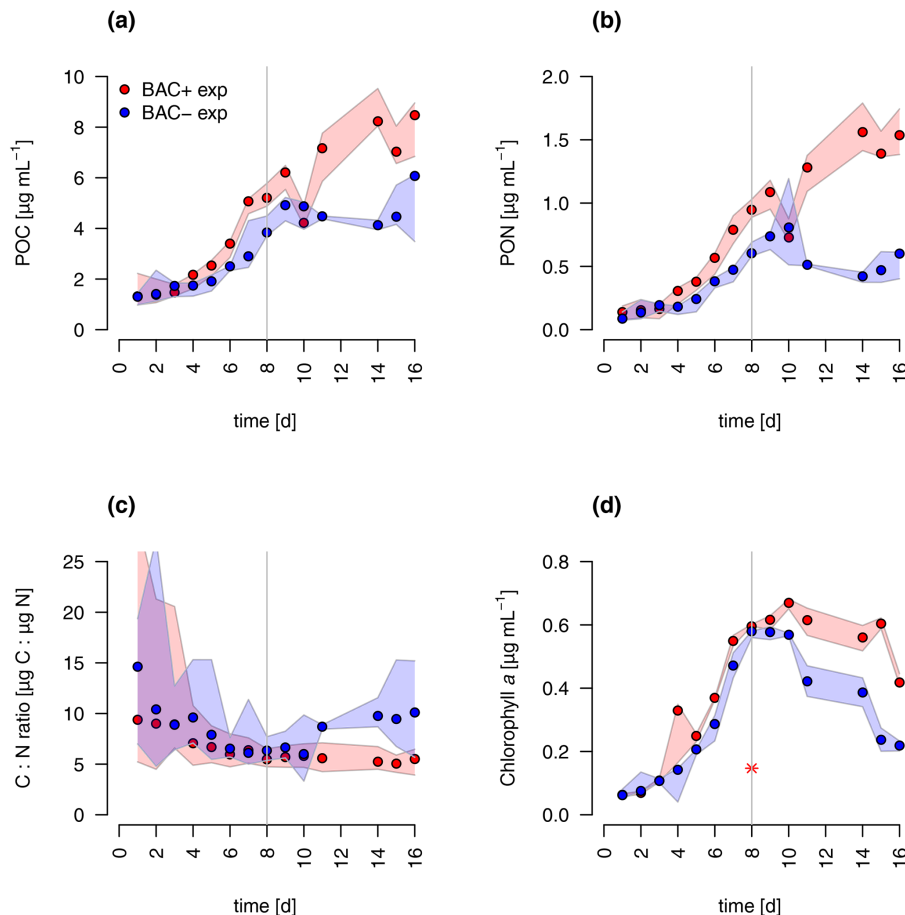 (a)
POC [µg mL⁻¹]
10
8
6
4
2
0
BAC+ exp
BAC− exp
0 2 4 6 8 10 12 14 16
time [d]
(b)
PON [µg mL⁻¹]
2.0
1.5
1.0
0.5
0.0
0 2 4 6 8 10 12 14 16
time [d]
(c)
C : N ratio [µg C : µg N]
25
20
15
10
5
0
0 2 4 6 8 10 12 14 16
time [d]
(d)
Chlorophyll a [µg mL⁻¹]
0.8
0.6
0.4
0.2
0.0
0 2 4 6 8 10 12 14 16
time [d]